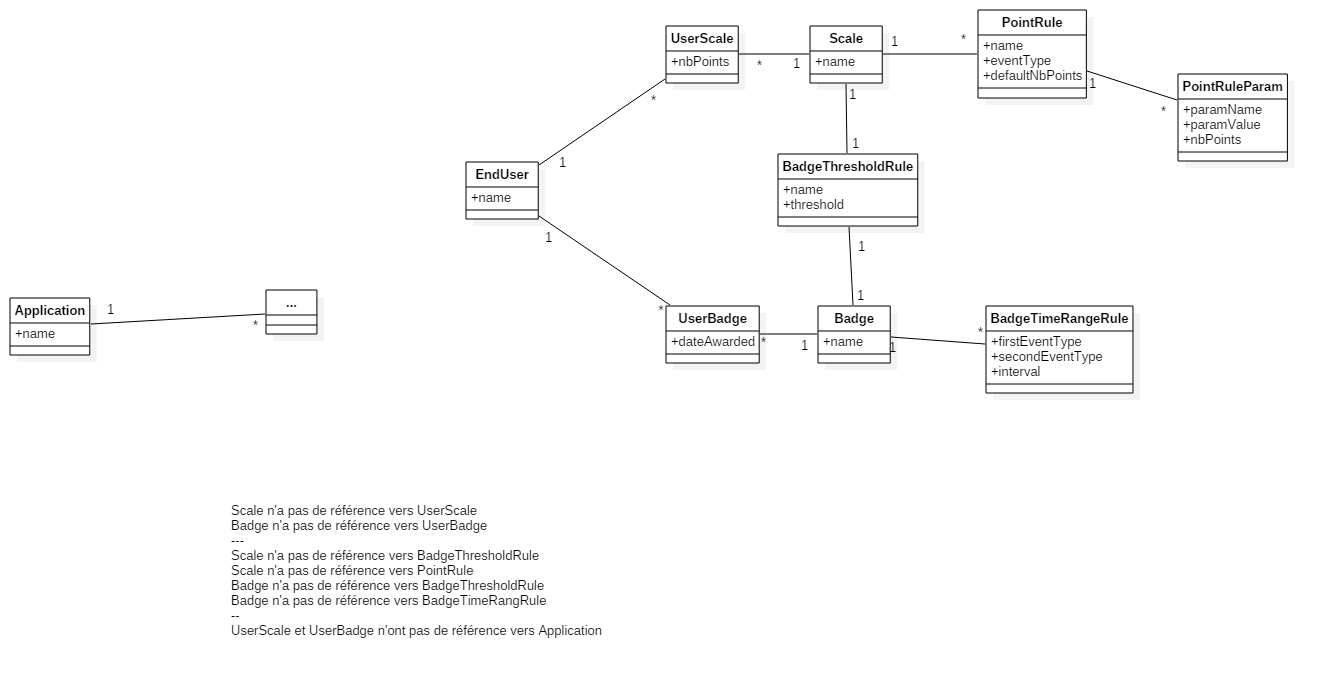 PointRule
+name
+eventType
+defaultNbPoints
1
*
UserScale
+nbPoints
*
1
Scale
+name
1
*
PointRuleParam
+paramName
+paramValue
+nbPoints
*
1
1
1
BadgeThresholdRule
+name
+threshold
1
1
EndUser
+name
1
*
Application
+name
1
*
...
UserBadge
+dateAwarded
*
1
Badge
+name
1
*
BadgeTimeRangeRule
+firstEventType
+secondEventType
+interval
Scale n'a pas de référence vers UserScale
Badge n'a pas de référence vers UserBadge
---
Scale n'a pas de référence vers BadgeThresholdRule
Scale n'a pas de référence vers PointRule
Badge n'a pas de référence vers BadgeThresholdRule
Badge n'a pas de référence vers BadgeTimeRangRule
--
UserScale et UserBadge n'ont pas de référence vers Application